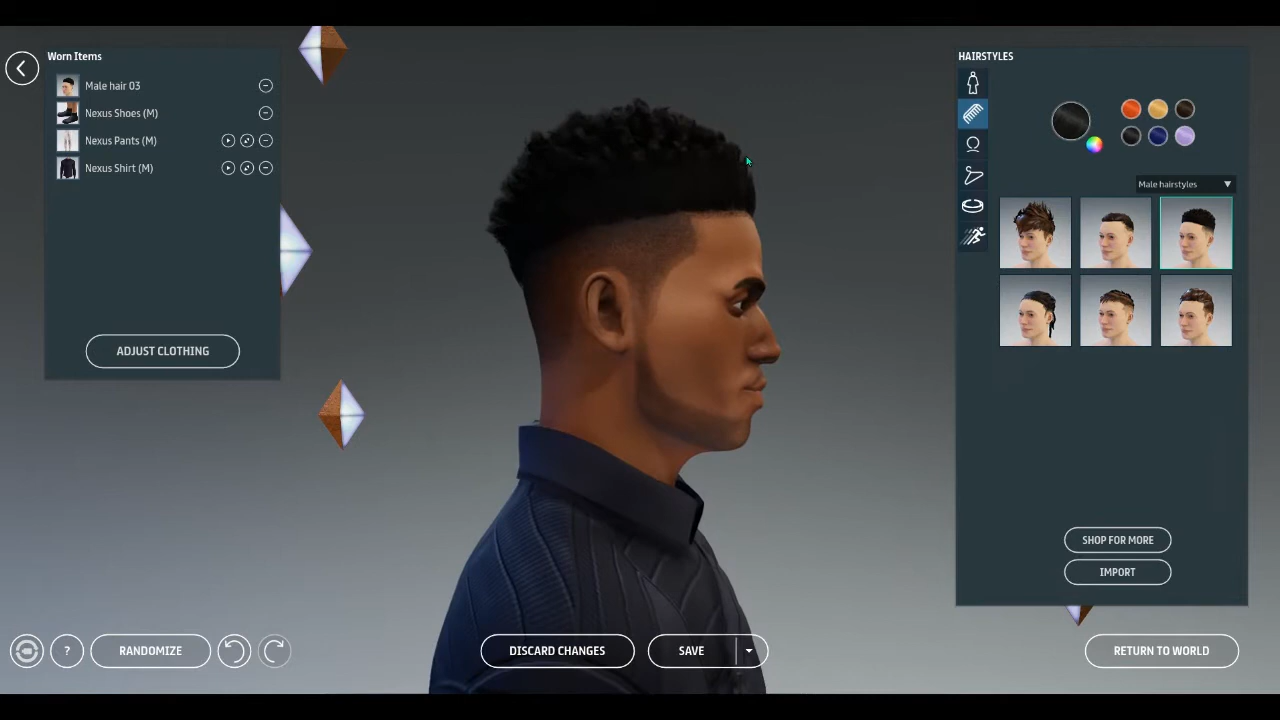 Worn Items
Male hair 03
Nexus Shoes (M)
Nexus Pants (M)
Nexus Shirt (M)
ADJUST CLOTHING
HAIRSTYLES
Male hairstyles
SHOP FOR MORE
IMPORT
?
RANDOMIZE
DISCARD CHANGES
SAVE
RETURN TO WORLD